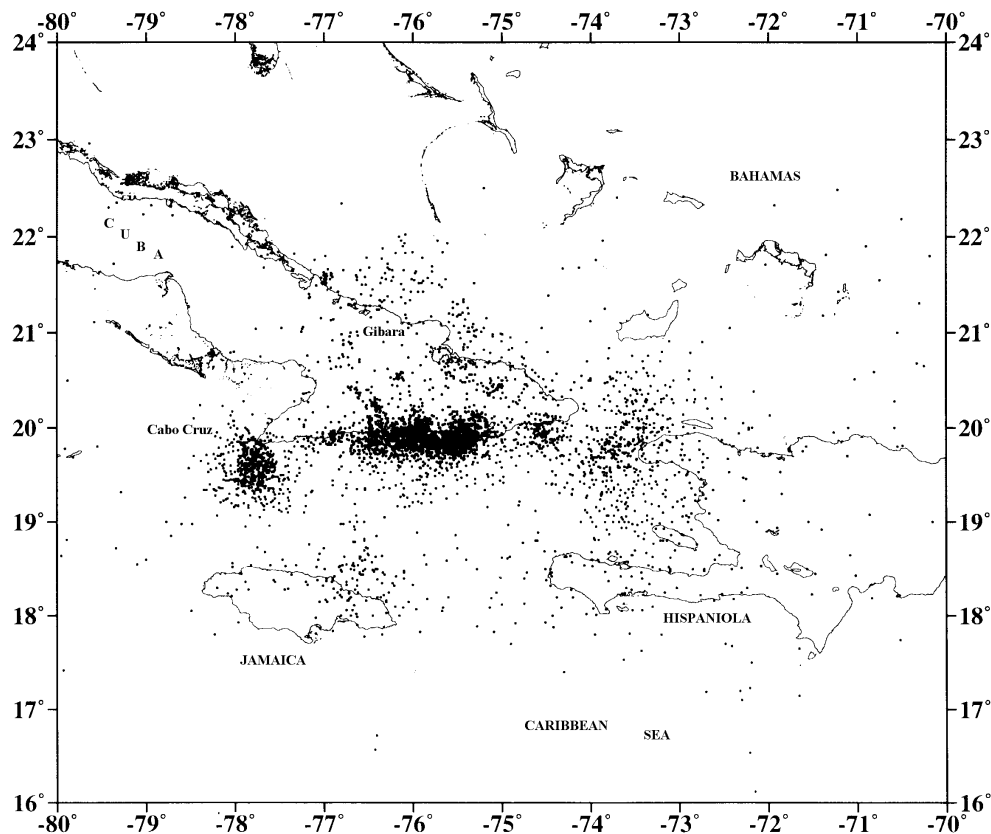 -80 -79 -78˚ -77˚ -76˚ -75˚ -74˚ -73˚ -72˚ -71˚ -70˚
24˚ 24˚
23˚ 23˚
BAHAMAS
C
U
B
A
22˚ 22˚
Gibara
21˚ 21˚
Cabo Cruz
20˚ 20˚
19˚ 19˚
18˚ 18˚
HISPANIOLA
JAMAICA
17˚ 17˚
CARIBBEAN SEA
16˚ 16˚
-80 -79 -78˚ -77˚ -76˚ -75˚ -74˚ -73˚ -72˚ -71˚ -70˚